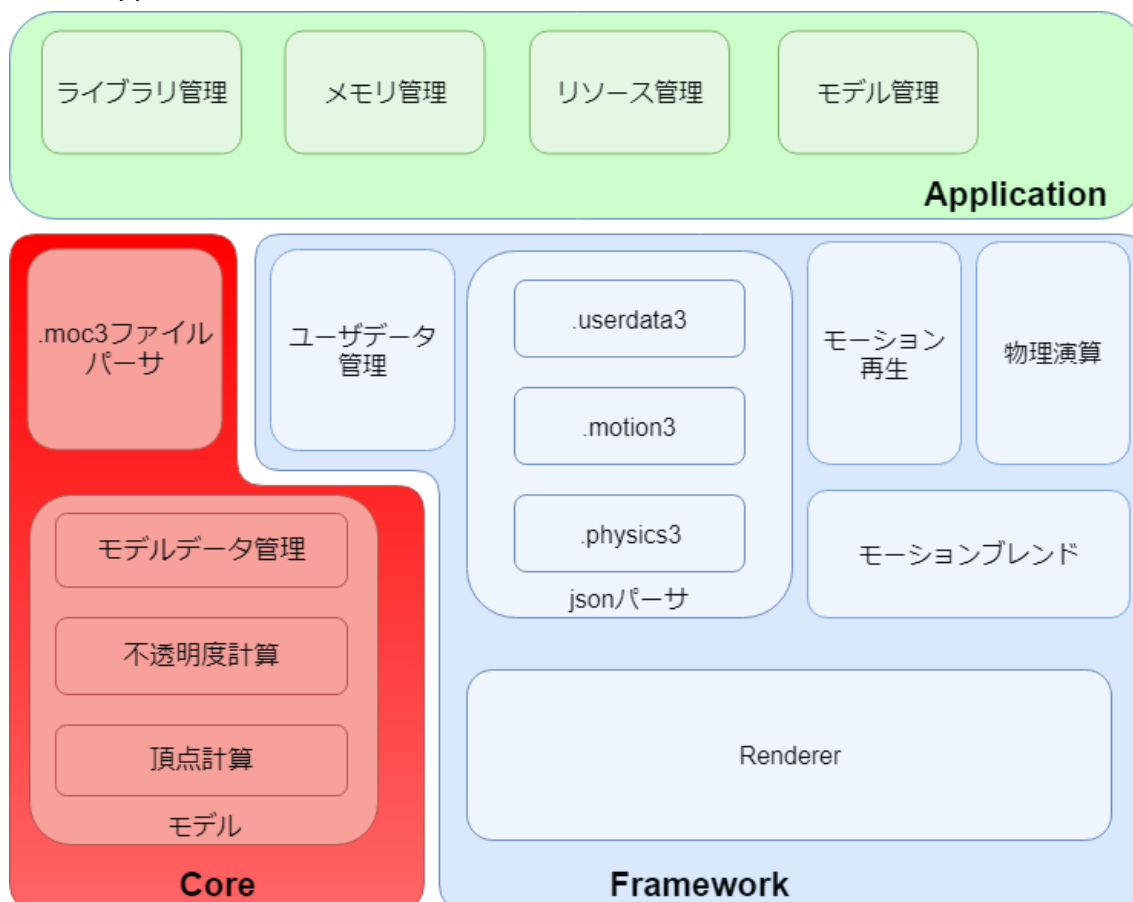 ライブラリ管理
メモリ管理
リソース管理
モデル管理
Application
.moc3ファイル
パーサ
モデルデータ管理
不透明度計算
頂点計算
モデル
Core
ユーザデータ
管理
.userdata3
.motion3
.physics3
jsonパーサ
モーション
再生
物理演算
モーションブレンド
Renderer
Framework